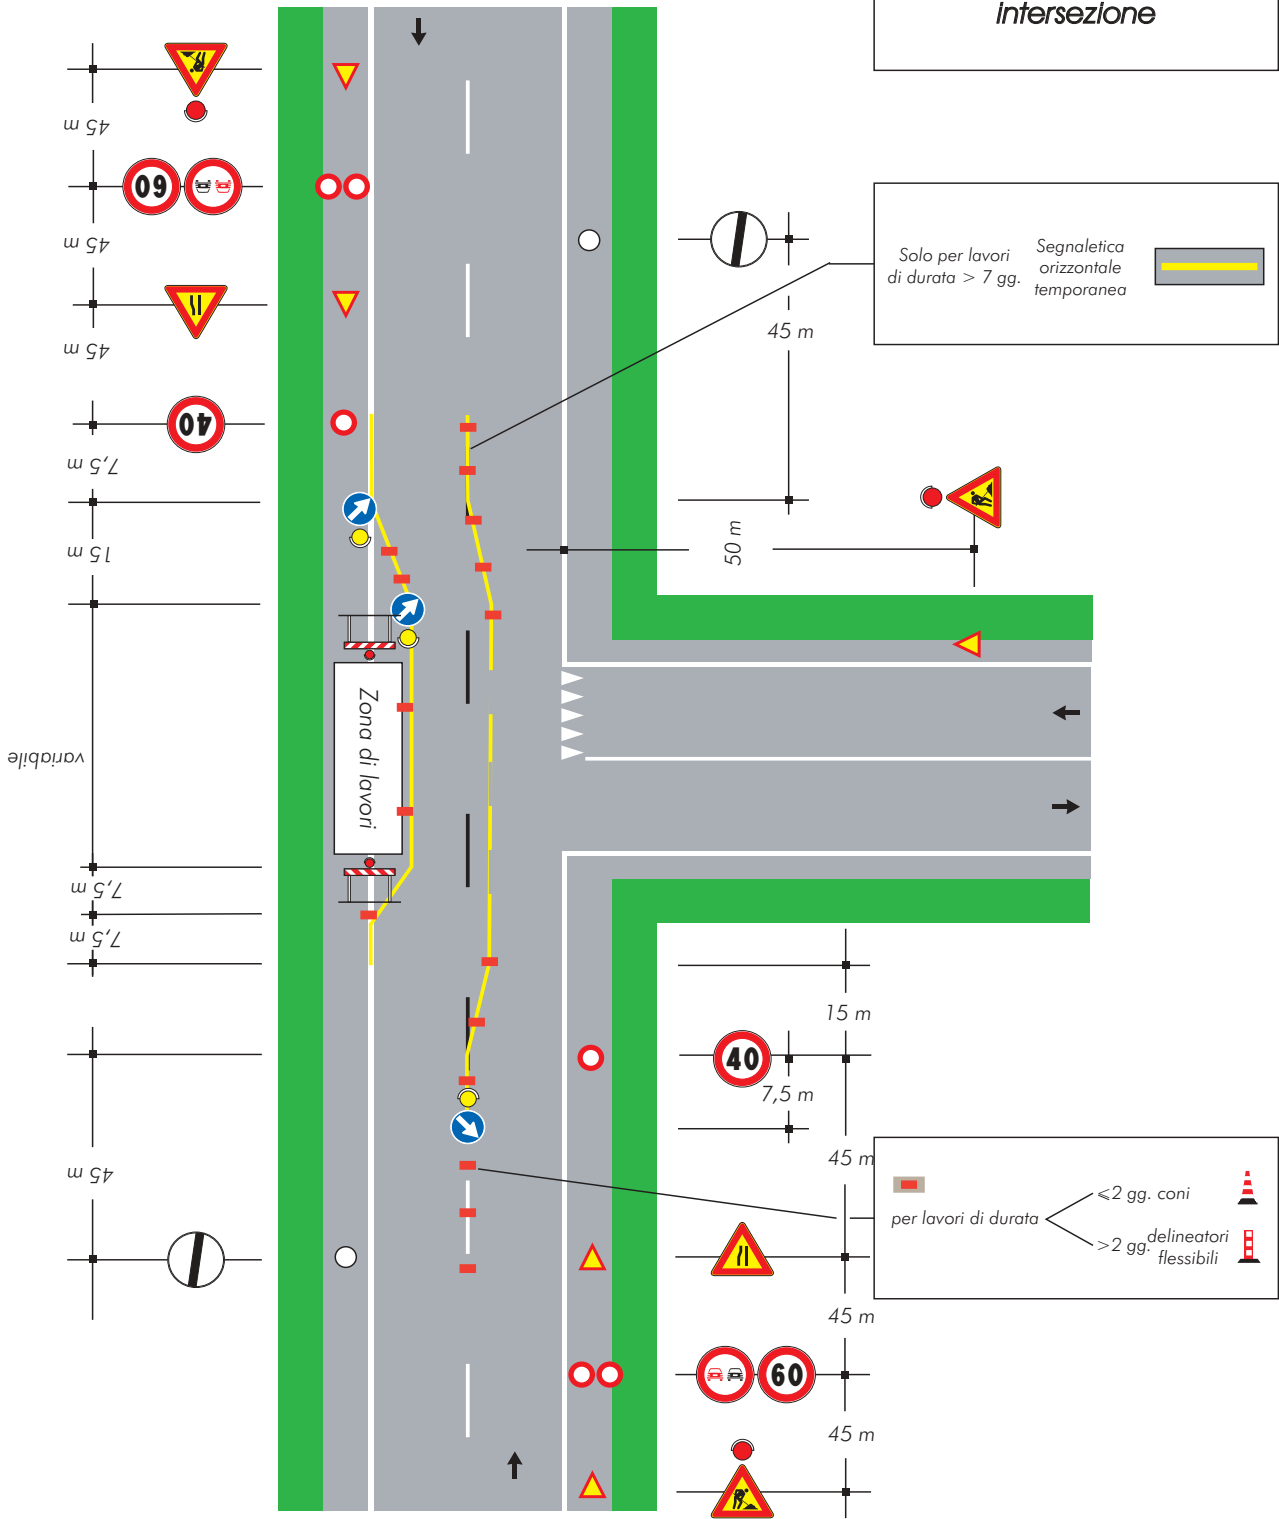 intersezione
45 m
60
45 m
45 m
40
7,5 m
15 m
variabile
7,5 m
7,5 m
45 m
Zona di lavori
Solo per lavori
di durata > 7 gg.
Segnaletica
orizzontale
temporanea
45 m
50 m
15 m
40
7,5 m
45 m
per lavori di durata
⩽2 gg. coni
>2 gg. delineatori
flessibili
45 m
60
45 m